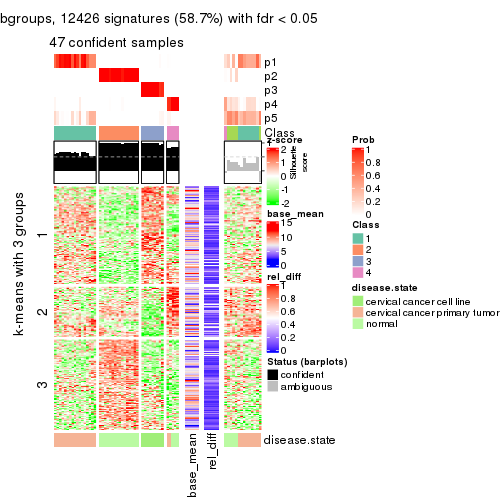 bgroups, 12426 signatures (58.7%) with fdr < 0.05
47 confident samples
p1
p2
p3
p4
p5
Class
z-score
2
1
0
-1
-2
Silhouette
score
1
base_mean
15
10
5
0
rel_diff
1
0.8
0.6
0.4
0.2
0
Status (barplots)
confident
ambiguous
Prob
1
0.8
0.6
0.4
0.2
0
Class
1
2
3
4
disease.state
cervical cancer cell line
cervical cancer primary tumor
normal
k-means with 3 groups
1
2
3
disease.state
base_mean
rel_diff